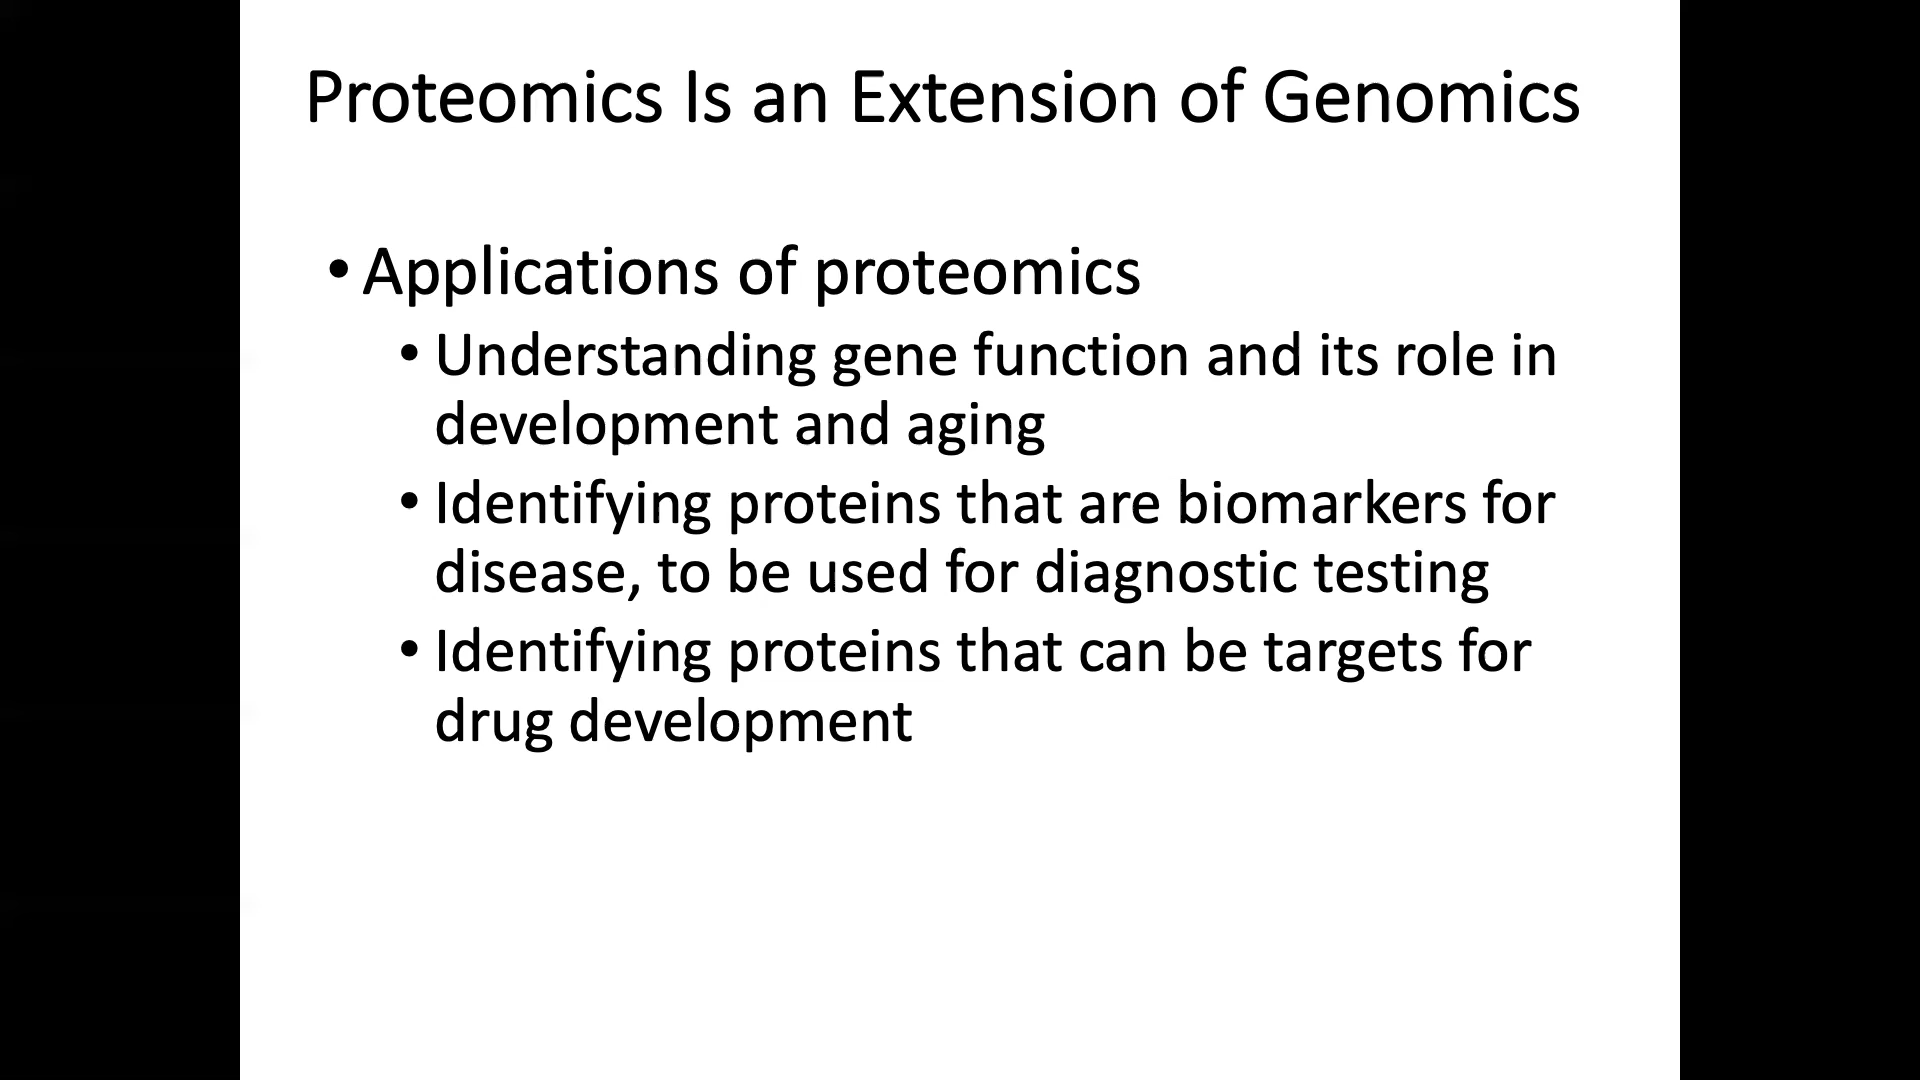 Proteomics Is an Extension of Genomics
• Applications of proteomics
• Understanding gene function and its role in
development and aging
• Identifying proteins that are biomarkers for
disease, to be used for diagnostic testing
• Identifying proteins that can be targets for
drug development